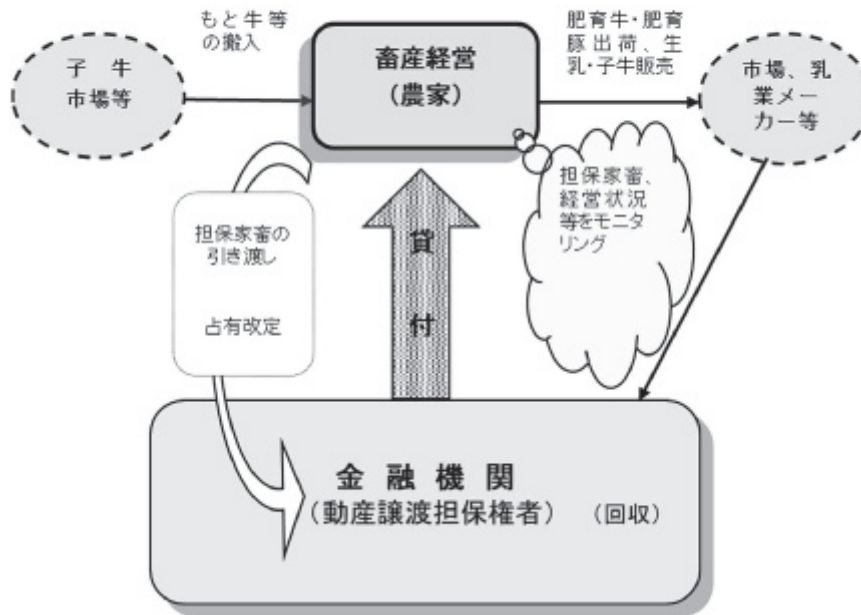 もと牛等
の搬入
子 牛
市場等
畜産経営
（農家）
肥育牛・肥育
豚出荷、生
乳・子牛販売
市場、乳
業メー
カー等
担保家畜、
経営状況
等をモニタ
リング
担保家畜の
引き渡し
占有改定
貸
付
金 融 機 関
（動産譲渡担保権者） （回収）